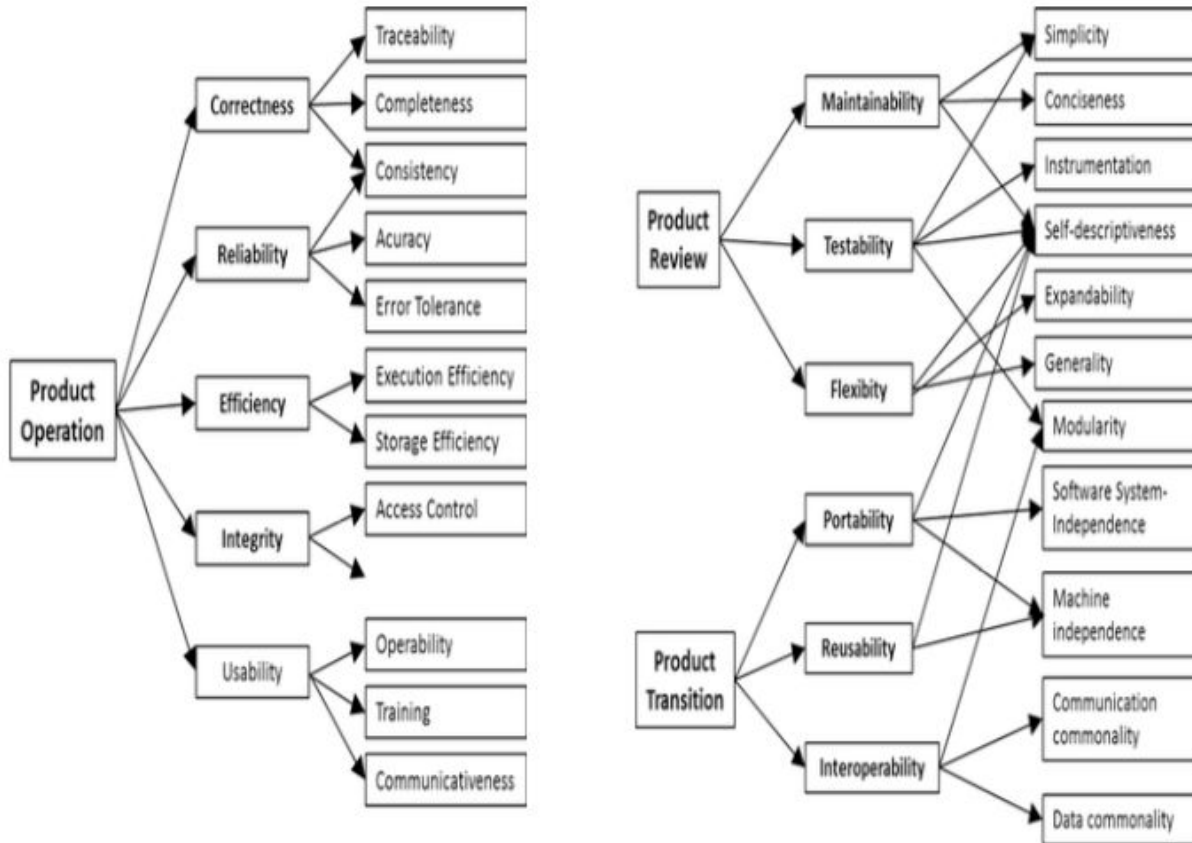 Product
Operation
Correctness
Reliability
Efficiency
Integrity
Usability
Traceability
Completeness
Consistency
Acuracy
Error Tolerance
Execution Efficiency
Storage Efficiency
Access Control
Operability
Training
Communicativeness
Product
Review
Maintainability
Testability
Flexibity
Product
Transition
Portability
Reusability
Interoperability
Simplicity
Conciseness
Instrumentation
Self-descriptiveness
Expandability
Generality
Modularity
Software System-
Independence
Machine
independence
Communication
commonality
Data commonality